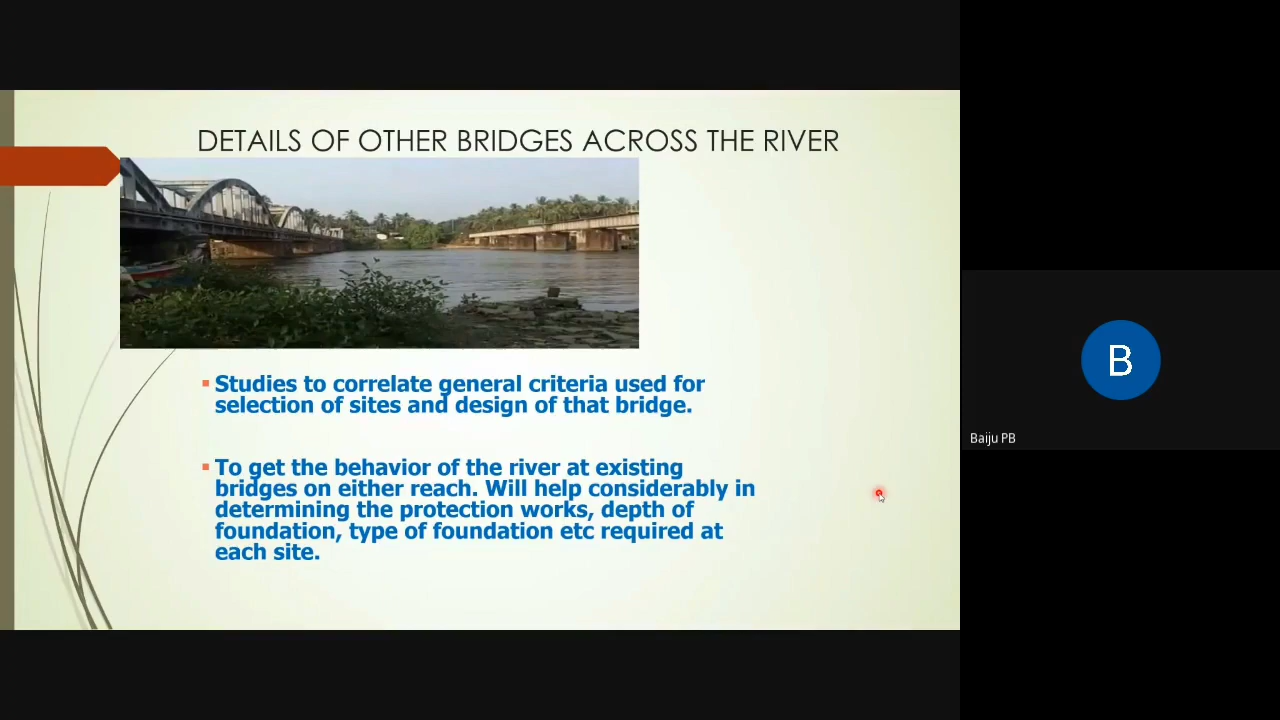 DETAILS OF OTHER BRIDGES ACROSS THE RIVER
Studies to correlate general criteria used for
selection of sites and design of that bridge.
To get the behavior of the river at existing
bridges on either reach. Will help considerably in
determining the protection works, depth of
foundation, type of foundation etc required at
each site.
B
Baiju PB